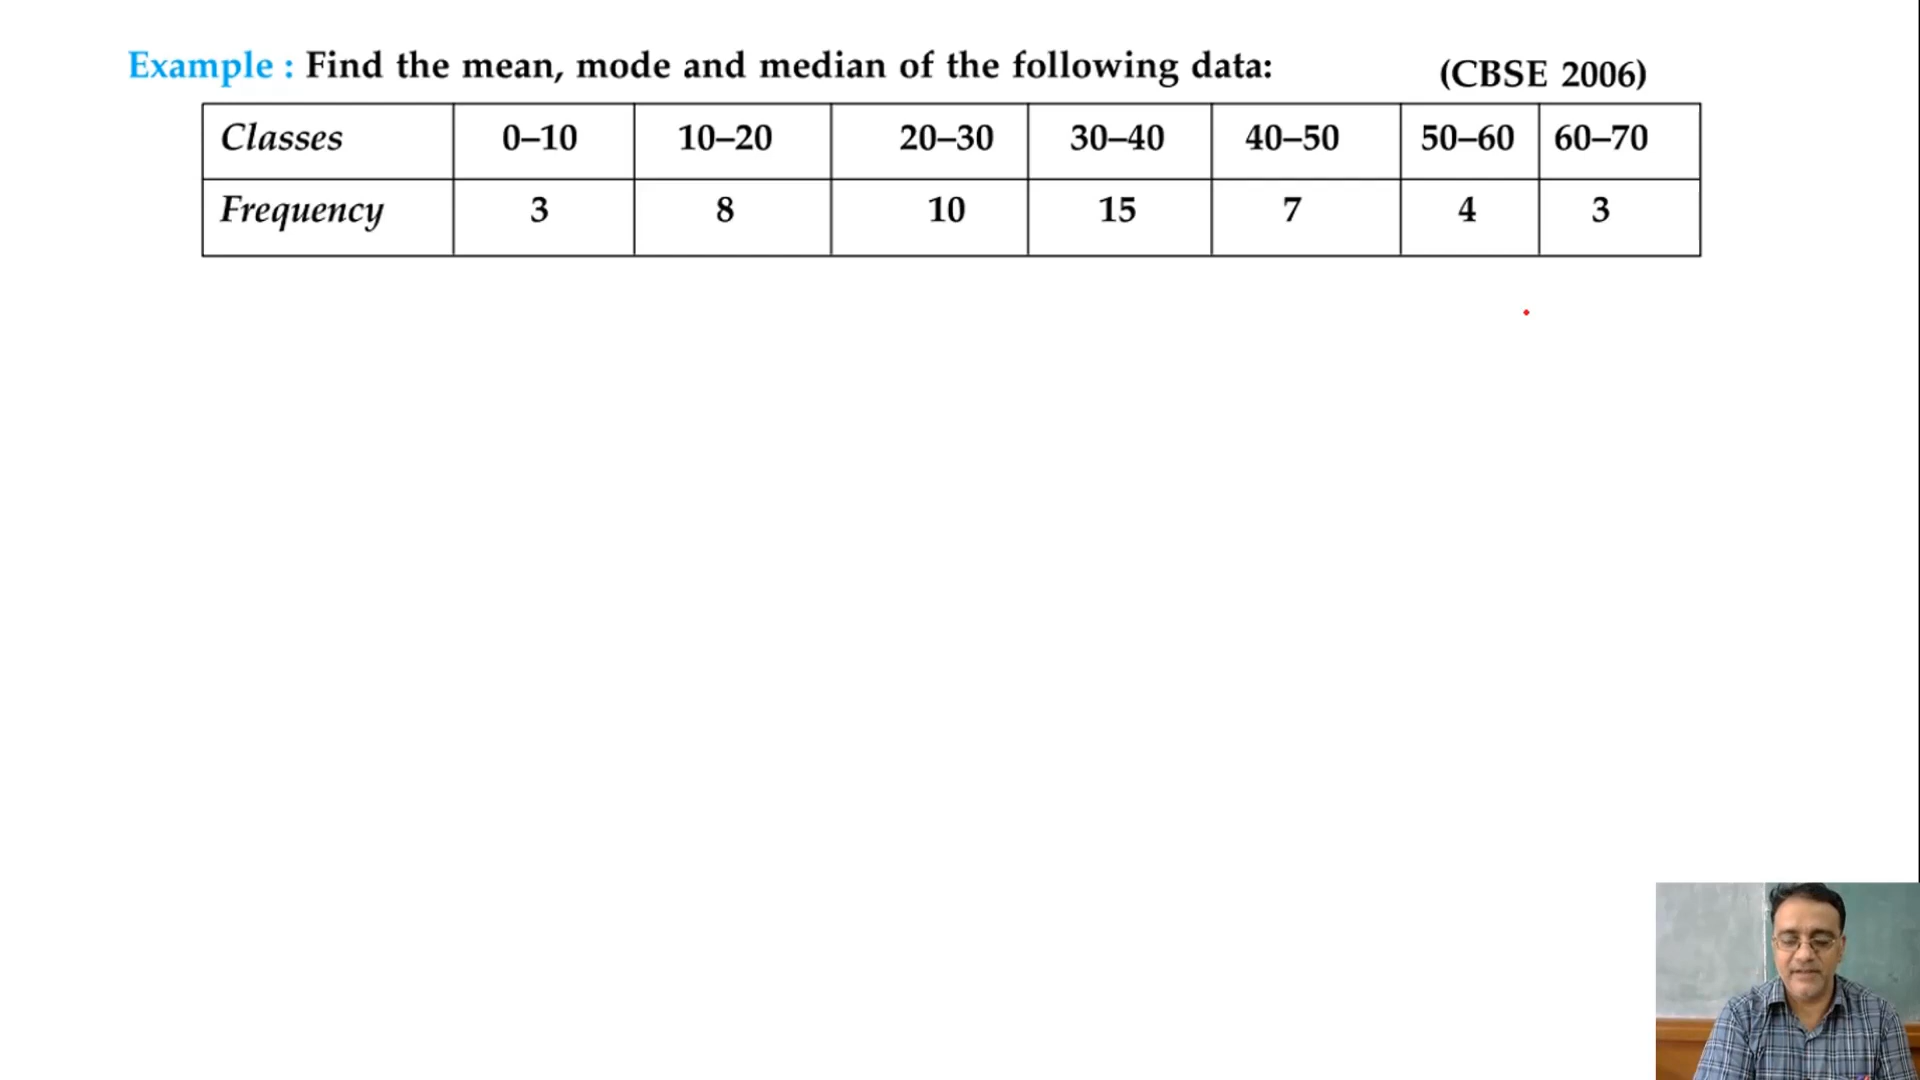 Example : Find the mean, mode and median of the following data: (CBSE 2006)
Classes 0–10 10–20 20–30 30–40 40–50 50–60 60–70
Frequency 3 8 10 15 7 4 3